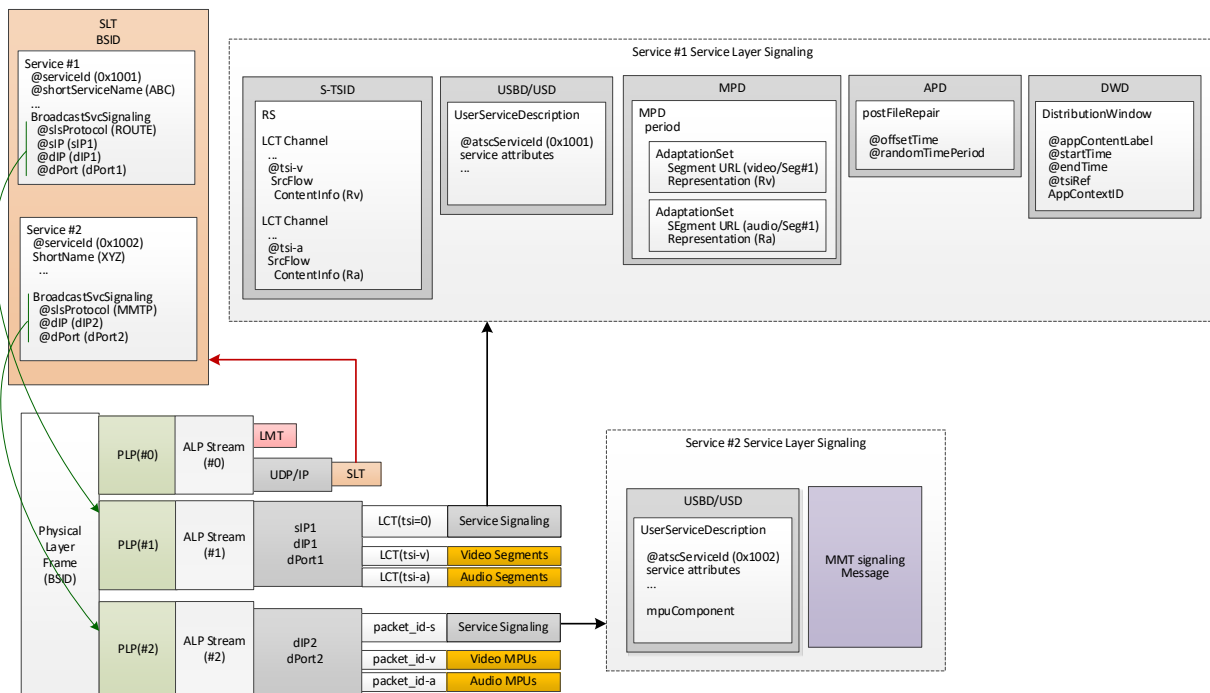 SLT
BSID
Service #1
@serviceId (0x1001)
@shortServiceName (ABC)
...
BroadcastSvcSignaling
@slsProtocol (ROUTE)
@sIP (sIP1)
@dIP (dIP1)
@dPort (dPort1)
Service #2
@serviceId (0x1002)
ShortName (XYZ)
...
BroadcastSvcSignaling
@slsProtocol (MMTP)
@dIP (dIP2)
@dPort (dPort2)
Service #1 Service Layer Signaling
S-TSID
RS
LCT Channel
...
@tsi-v
SrcFlow
ContentInfo (Rv)
LCT Channel
...
@tsi-a
SrcFlow
ContentInfo (Ra)
USBD/USD
UserServiceDescription
@atscServiceId (0x1001)
service attributes
...
MPD
MPD
period
AdaptationSet
Segment URL (video/Seg#1)
Representation (Rv)
AdaptationSet
SEgment URL (audio/Seg#1)
Representation (Ra)
APD
postFileRepair
@offsetTime
@randomTimePeriod
DWD
DistributionWindow
@appContentLabel
@startTime
@endTime
@tsiRef
AppContextID
Physical
Layer
Frame
(BSID)
PLP(#0)
ALP Stream
(#0)
LMT
UDP/IP
SLT
PLP(#1)
ALP Stream
(#1)
sIP1
dIP1
dPort1
LCT(tsi=0)
Service Signaling
LCT(tsi-v)
Video Segments
LCT(tsi-a)
Audio Segments
PLP(#2)
ALP Stream
(#2)
dIP2
dPort2
packet_id-s
Service Signaling
packet_id-v
Video MPUs
packet_id-a
Audio MPUs
Service #2 Service Layer Signaling
USBD/USD
UserServiceDescription
@atscServiceId (0x1002)
service attributes
...
mpuComponent
MMT signaling
Message